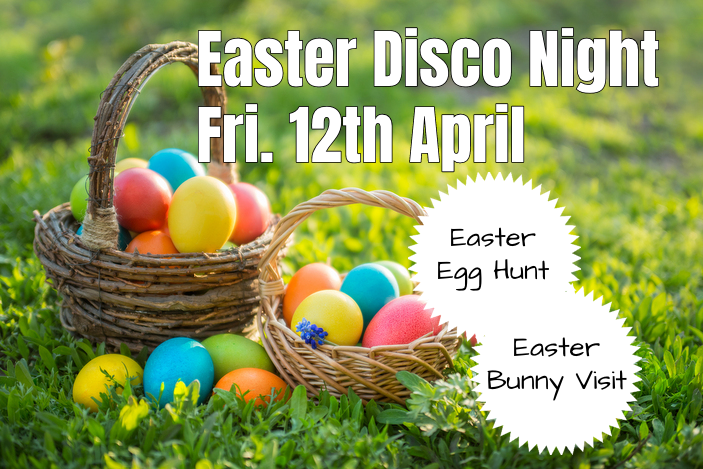 Easter Disco Night
Fri. 12th April
Easter
Egg Hunt
Easter
Bunny Visit